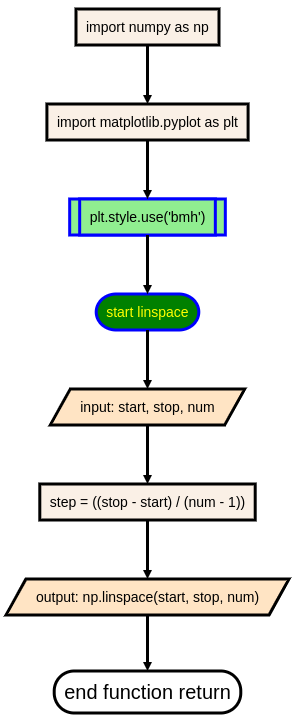 import numpy as np
import matplotlib.pyplot as plt
plt.style.use('bmh')
start linspace
input: start, stop, num
step = ((stop - start) / (num - 1))
output: np.linspace(start, stop, num)
end function return